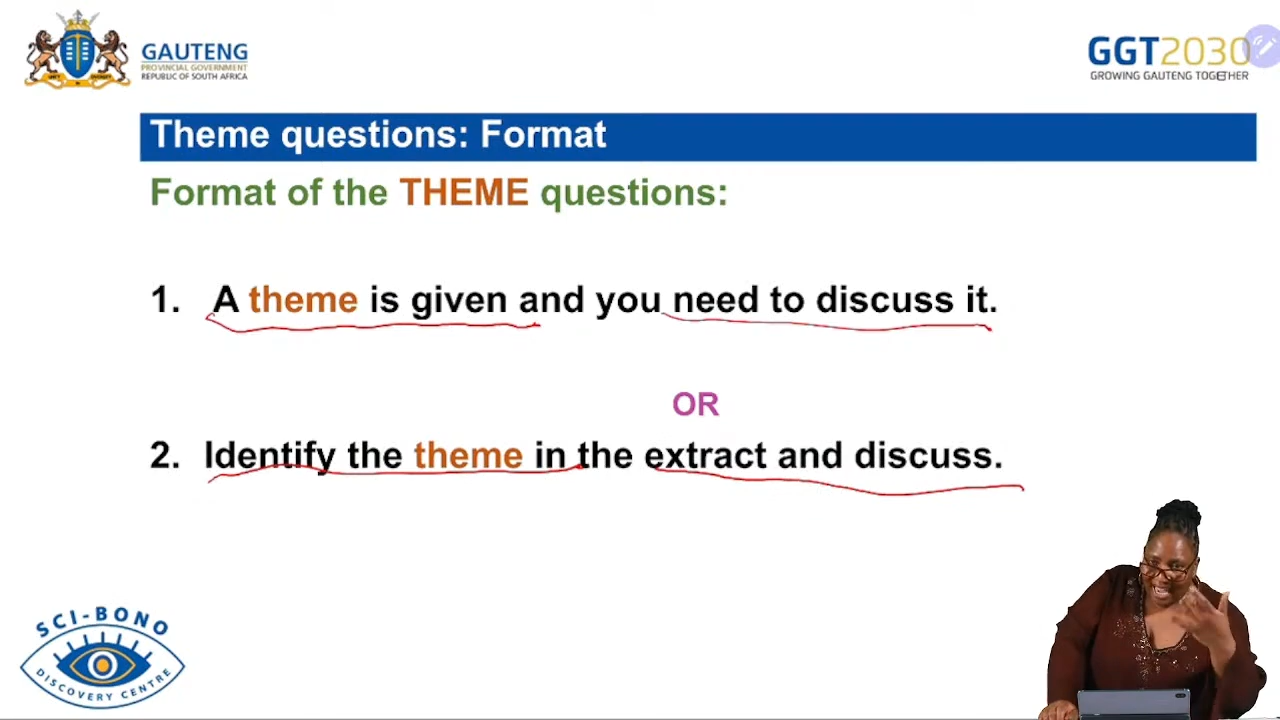 GAUTENG
PROVINCIAL GOVERNMENT
REPUBLIC OF SOUTH AFRICA
GGT2030
GROWING GAUTENG TOGETHER
Theme questions: Format
Format of the THEME questions:
1. A theme is given and you need to discuss it.
OR
2. Identify the theme in the extract and discuss.
SCI-BONO
DISCOVERY CENTRE